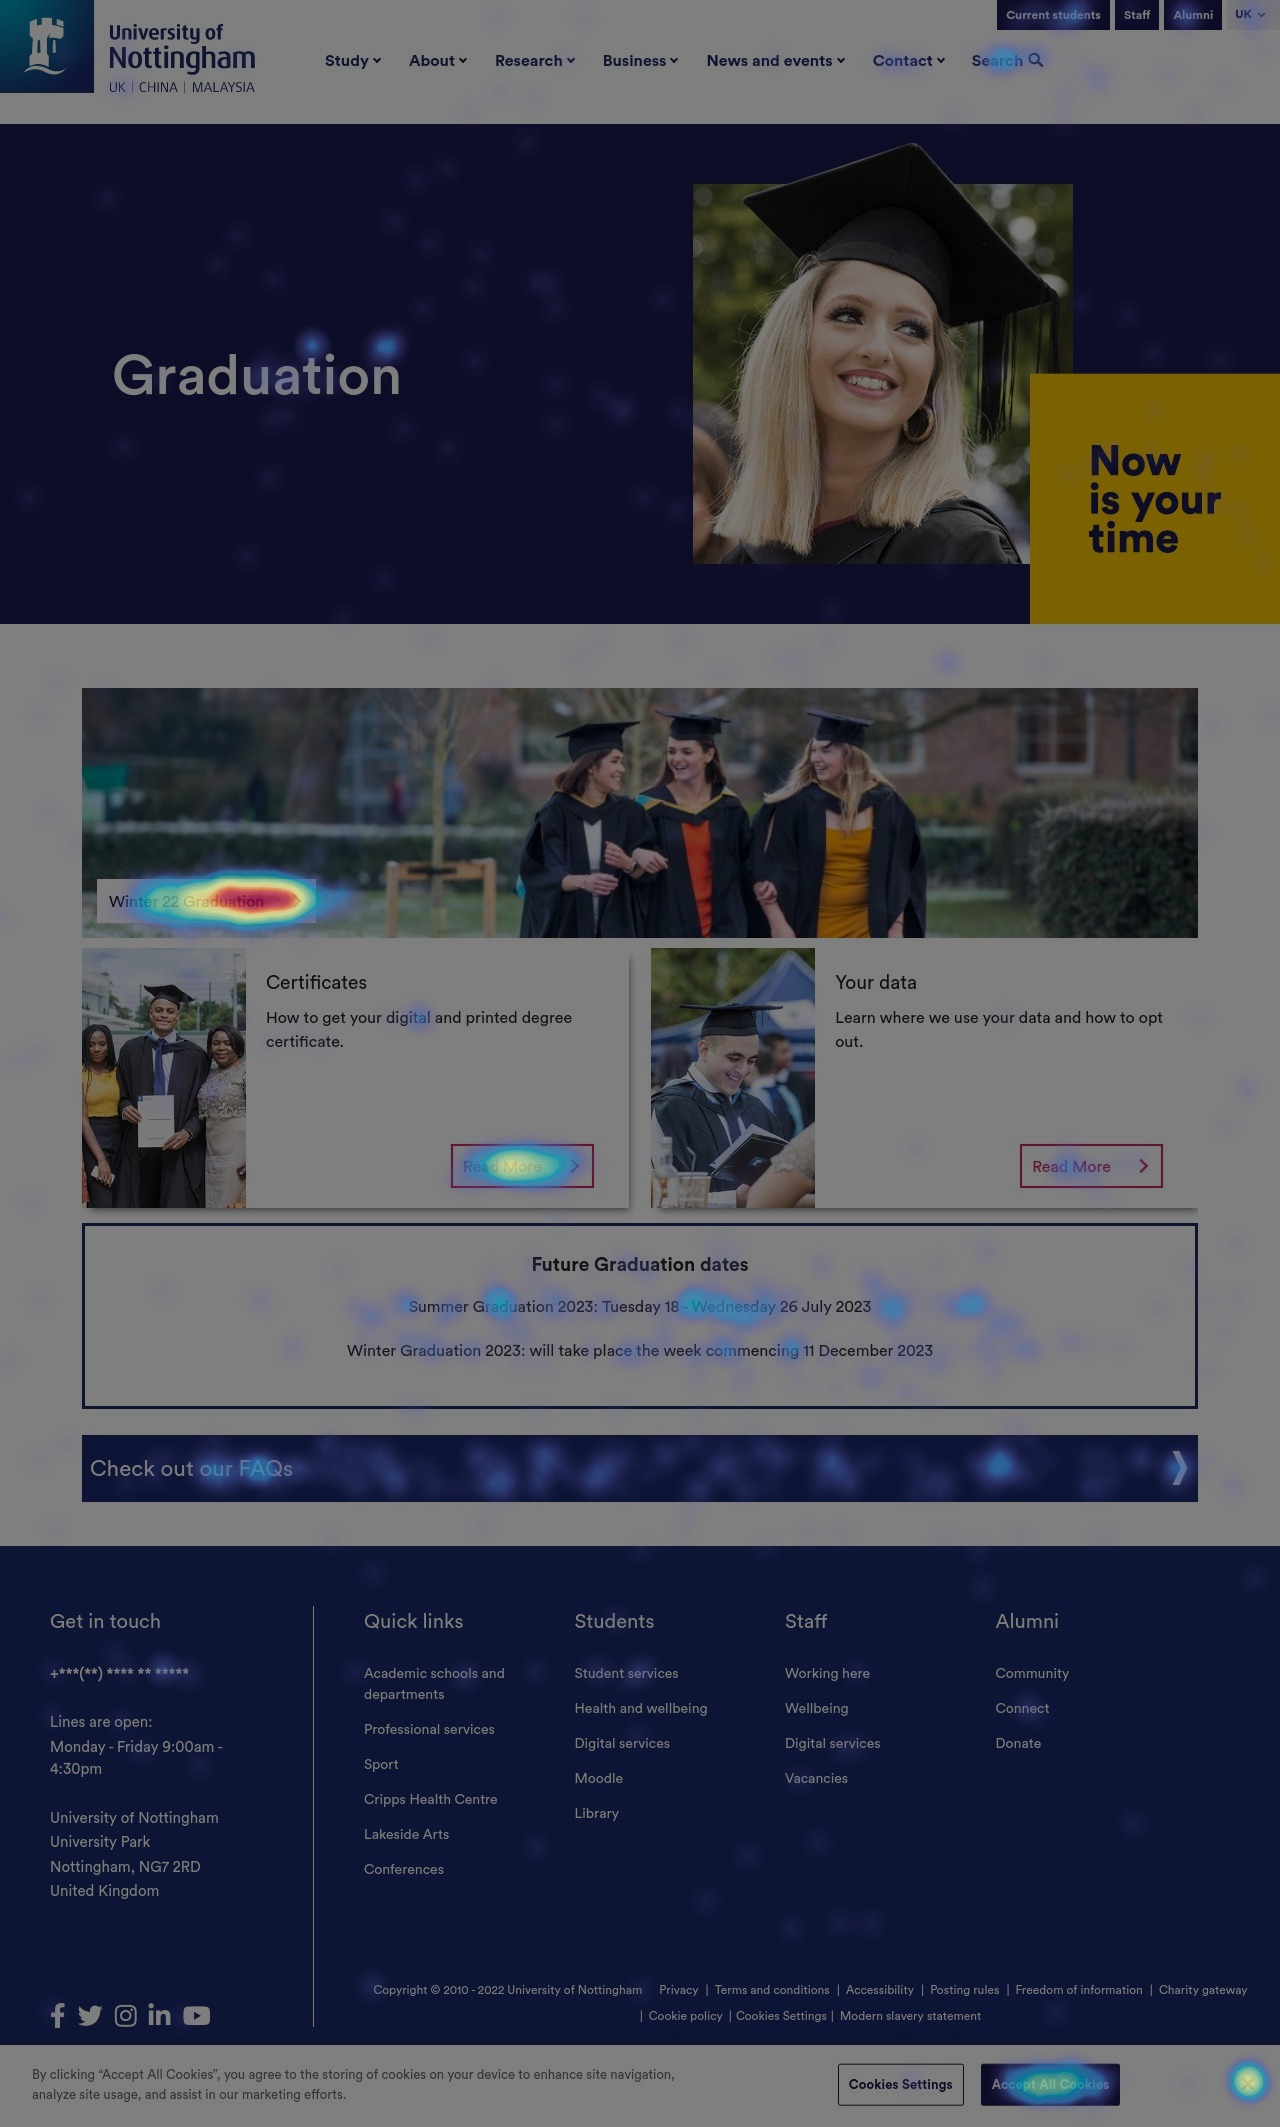 Current students
Staff
Alumni
UK
University of
Nottingham
UK | CHINA | MALAYSIA
Study
About
Research
Business
News and events
Contact
Search
Graduation
Now
is your
time
Winter 22 Graduation
Certificates
How to get your digital and printed degree
certificate.
Read More
Your data
Learn where we use your data and how to opt
out.
Read More
Future Graduation dates
Summer Graduation 2023: Tuesday 18 - Wednesday 26 July 2023
Winter Graduation 2023: will take place the week commencing 11 December 2023
Check out our FAQs
Get in touch
+***(**) **** ** *****
Lines are open:
Monday - Friday 9:00am -
4:30pm
University of Nottingham
University Park
Nottingham, NG7 2RD
United Kingdom
Quick links
Academic schools and
departments
Professional services
Sport
Cripps Health Centre
Lakeside Arts
Conferences
Students
Student services
Health and wellbeing
Digital services
Moodle
Library
Staff
Working here
Wellbeing
Digital services
Vacancies
Alumni
Community
Connect
Donate
Copyright © 2010 - 2022 University of Nottingham Privacy | Terms and conditions | Accessibility | Posting rules | Freedom of information | Charity gateway
| Cookie policy | Cookies Settings | Modern slavery statement
By clicking “Accept All Cookies”, you agree to the storing of cookies on your device to enhance site navigation,
analyze site usage, and assist in our marketing efforts.
Cookies Settings
Accept All Cookies